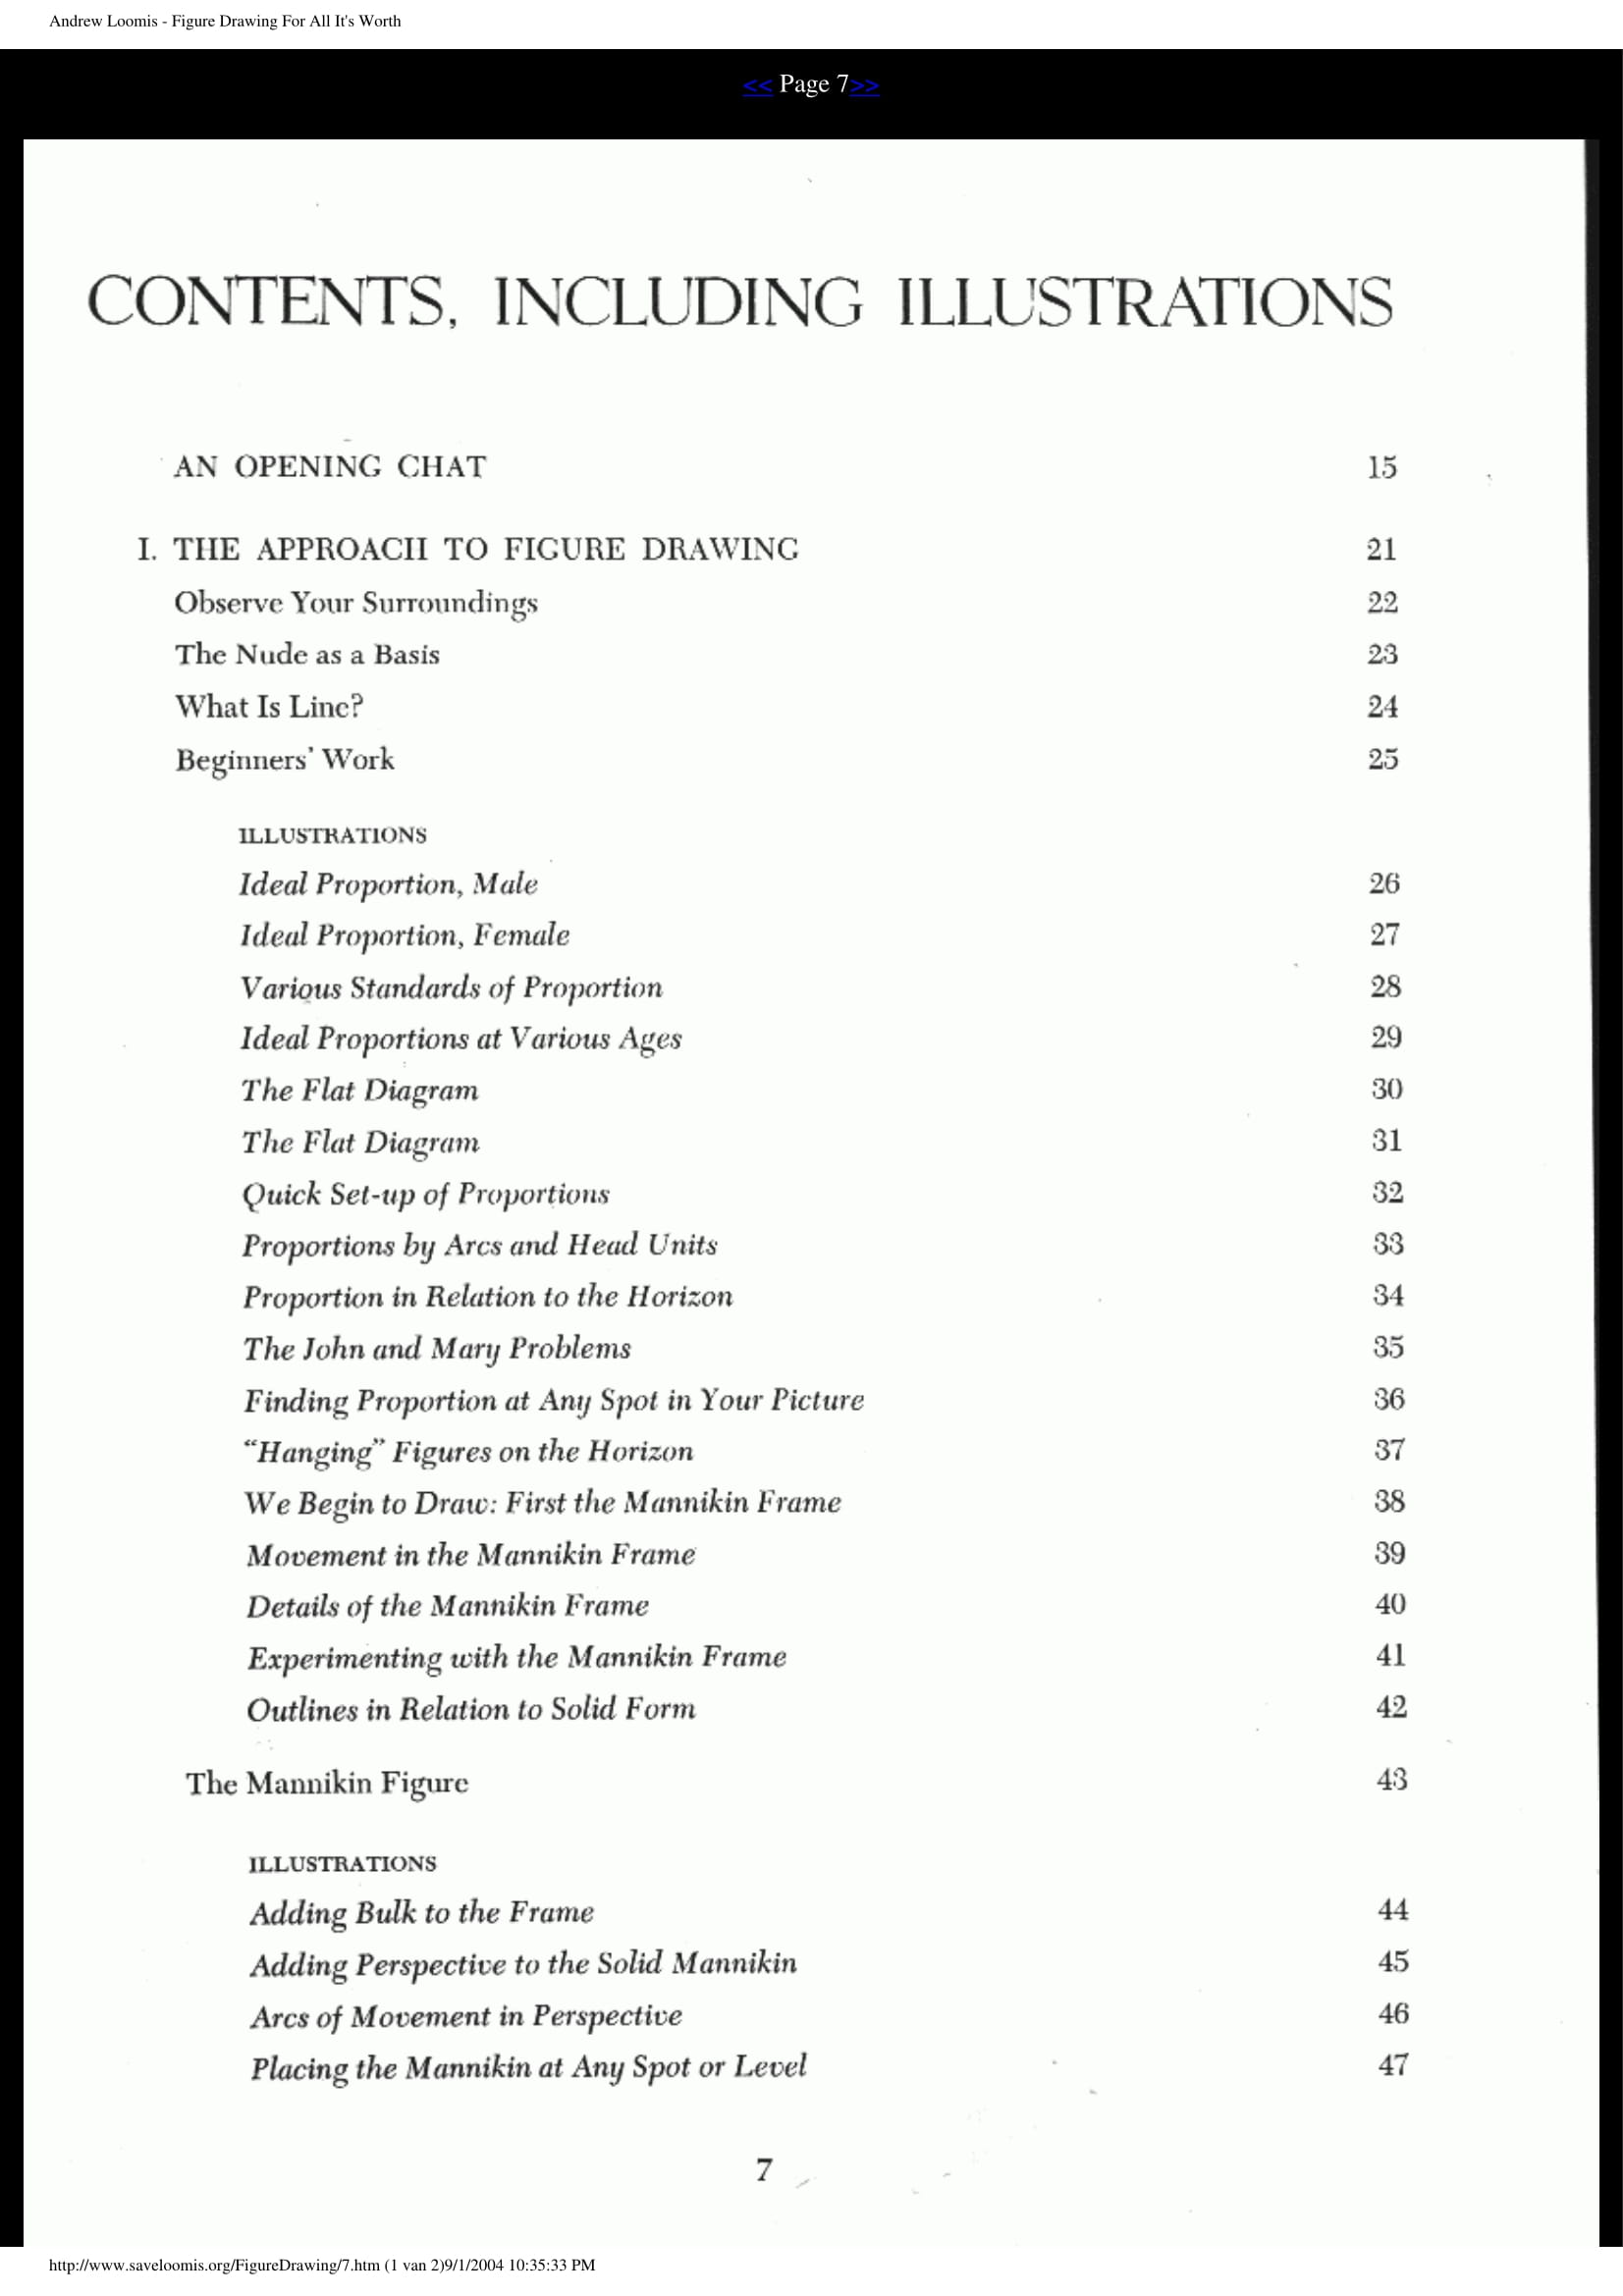 Andrew Loomis - Figure Drawing For All It's Worth
<< Page 7>>
CONTENTS, INCLUDING ILLUSTRATIONS
AN OPENING CHAT 15
I. THE APPROACH TO FIGURE DRAWING 21
Observe Your Surroundings 22
The Nude as a Basis 23
What Is Line? 24
Beginners' Work 25
ILLUSTRATIONS
Ideal Proportion, Male 26
Ideal Proportion, Female 27
Various Standards of Proportion 28
Ideal Proportions at Various Ages 29
The Flat Diagram 30
The Flat Diagram 31
Quick Set-up of Proportions 32
Proportions by Arcs and Head Units 33
Proportion in Relation to the Horizon 34
The John and Mary Problems 35
Finding Proportion at Any Spot in Your Picture 36
“Hanging” Figures on the Horizon 37
We Begin to Draw: First the Mannikin Frame 38
Movement in the Mannikin Frame 39
Details of the Mannikin Frame 40
Experimenting with the Mannikin Frame 41
Outlines in Relation to Solid Form 42
The Mannikin Figure 43
ILLUSTRATIONS
Adding Bulk to the Frame 44
Adding Perspective to the Solid Mannikin 45
Arcs of Movement in Perspective 46
Placing the Mannikin at Any Spot or Level 47
7
http://www.saveloomis.org/FigureDrawing/7.htm (1 van 2)9/1/2004 10:35:33 PM